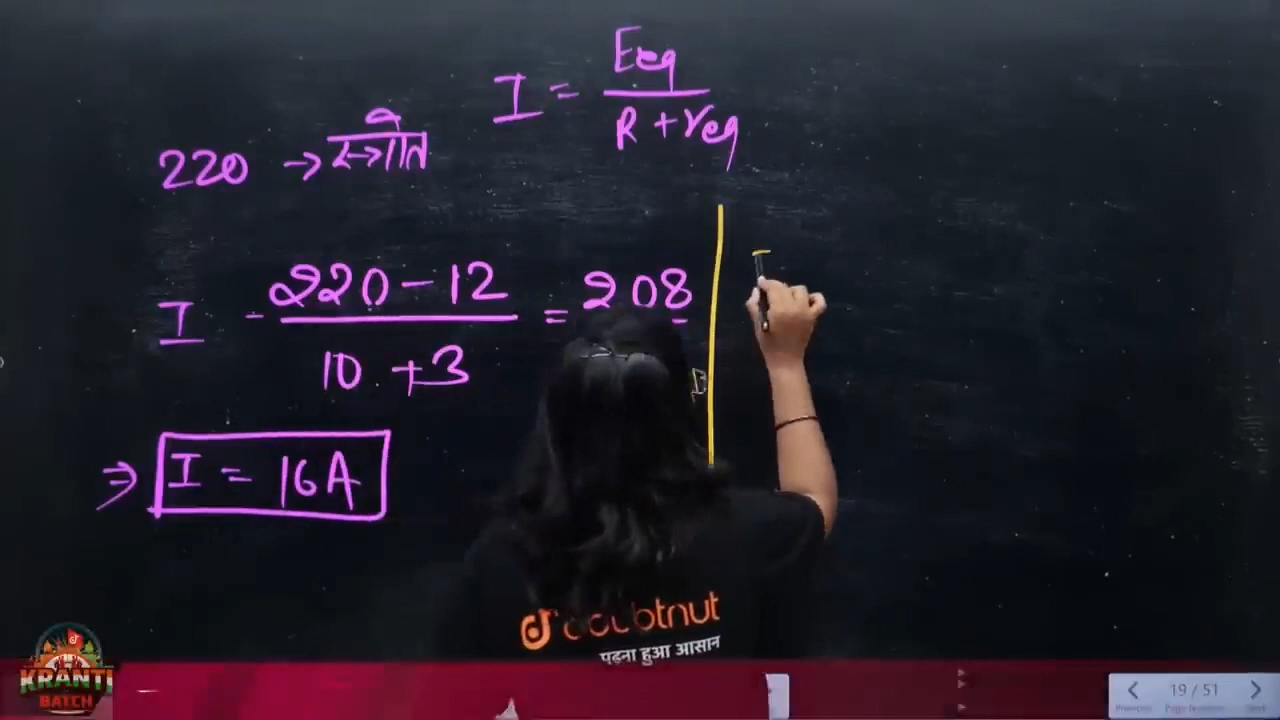 I = Eeq / R + req
220 → स्त्रोत
I = 220 - 12 / 10 + 3 = 208
⇒ I = 16A
doubtnut
पढ़ना हुआ आसान
KRANTI
BATCH
19 / 51